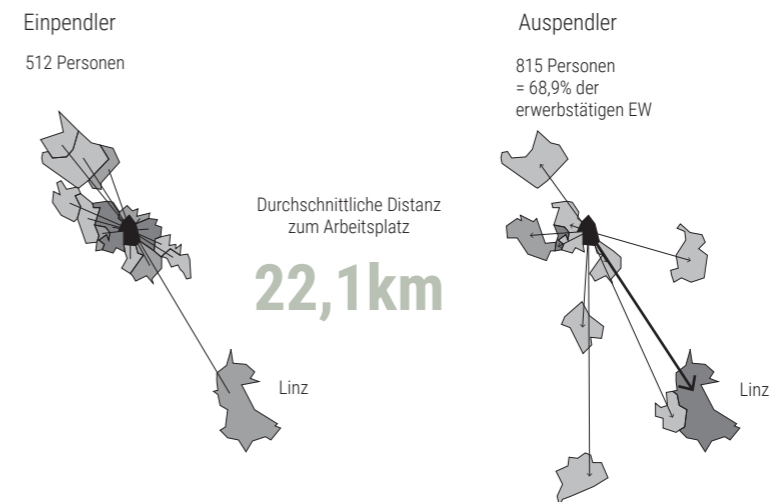 Einpendler
512 Personen
Auspendler
815 Personen
= 68,9% der
erwerbstätigen EW
Durchschnittliche Distanz
zum Arbeitsplatz
22,1km
Linz
Linz